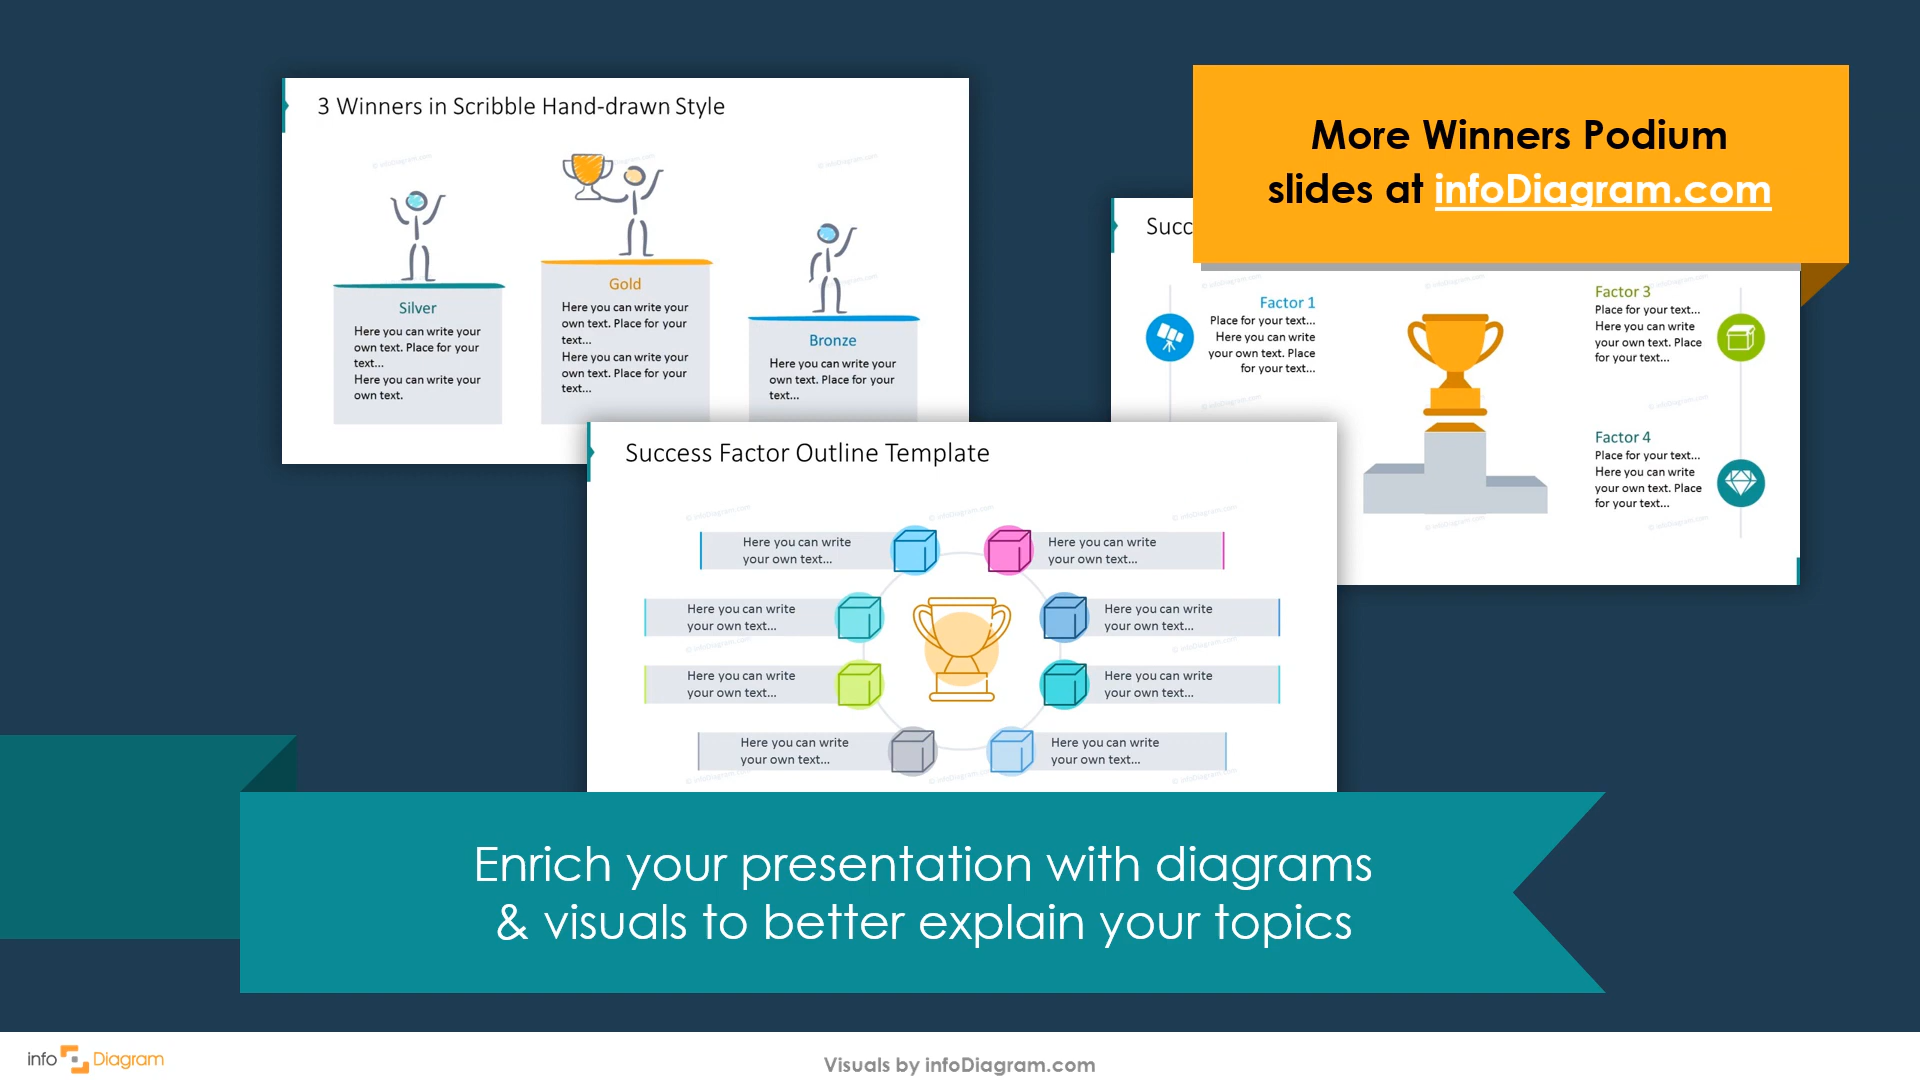 3 Winners in Scribble Hand-drawn Style
Silver
Here you can write your
own text. Place for your
text...
Here you can write your
own text.
Gold
Here you can write your
own text. Place for your
text...
Here you can write your
own text. Place for your
text...
Bronze
Here you can write your
own text. Place for your
text...
More Winners Podium
slides at infoDiagram.com
Succ
Factor 1
Place for your text...
Here you can write
your own text. Place
for your text...
Factor 3
Place for your text...
Here you can write
your own text. Place
for your text...
Factor 4
Place for your text...
Here you can write
your own text. Place
for your text...
Success Factor Outline Template
Here you can write
your own text...
Here you can write
your own text...
Here you can write
your own text...
Here you can write
your own text...
Here you can write
your own text...
Here you can write
your own text...
Here you can write
your own text...
Here you can write
your own text...
Enrich your presentation with diagrams
& visuals to better explain your topics
info Diagram
Visuals by infoDiagram.com